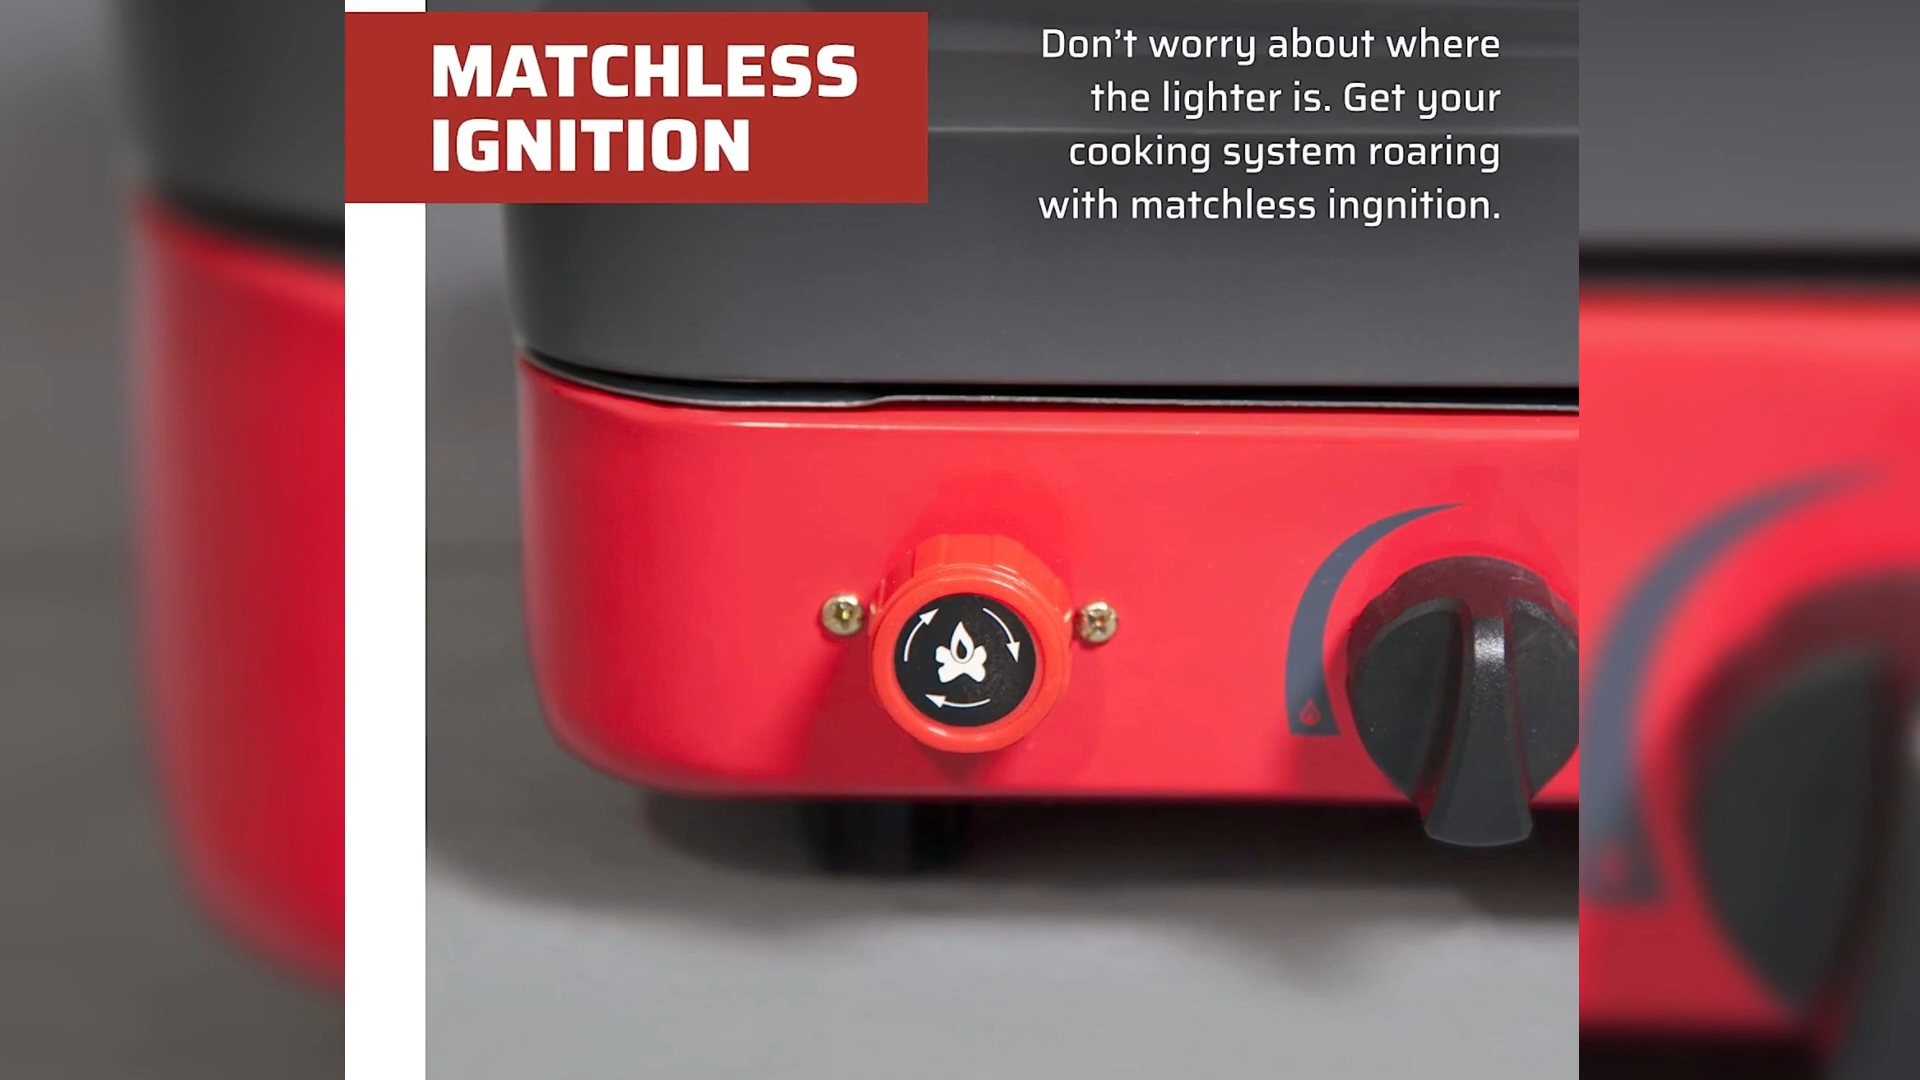 MATCHLESS
IGNITION
Don't worry about where
the lighter is. Get your
cooking system roaring
with matchless ingnition.